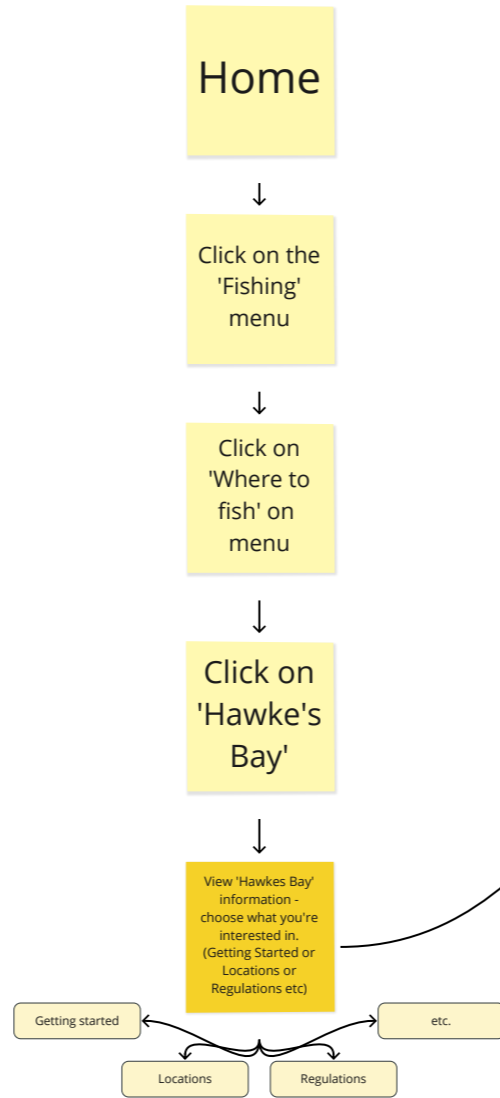 Home
Click on the
'Fishing'
menu
Click on
'Where to
fish' on
menu
Click on
'Hawke's
Bay'
View 'Hawkes Bay'
information -
choose what you're
interested in.
(Getting Started or
Locations or
Regulations etc)
Getting started
etc.
Locations
Regulations